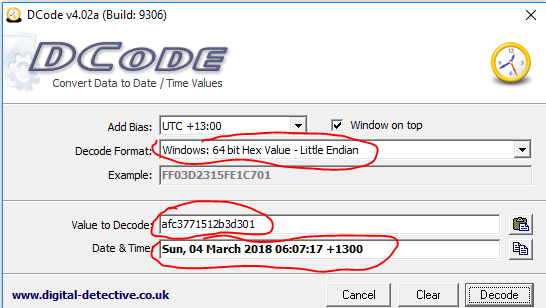 DCode v4.02a (Build: 9306)
DCODE
Convert Data to Date / Time Values
Add Bias: UTC +13:00 Window on top
Decode Format: Windows: 64 bit Hex Value - Little Endian
Example: FF03D2315FE1C701
Value to Decode: afc3771512b3d301
Date & Time: Sun, 04 March 2018 06:07:17 +1300
www.digital-detective.co.uk Cancel Clear Decode